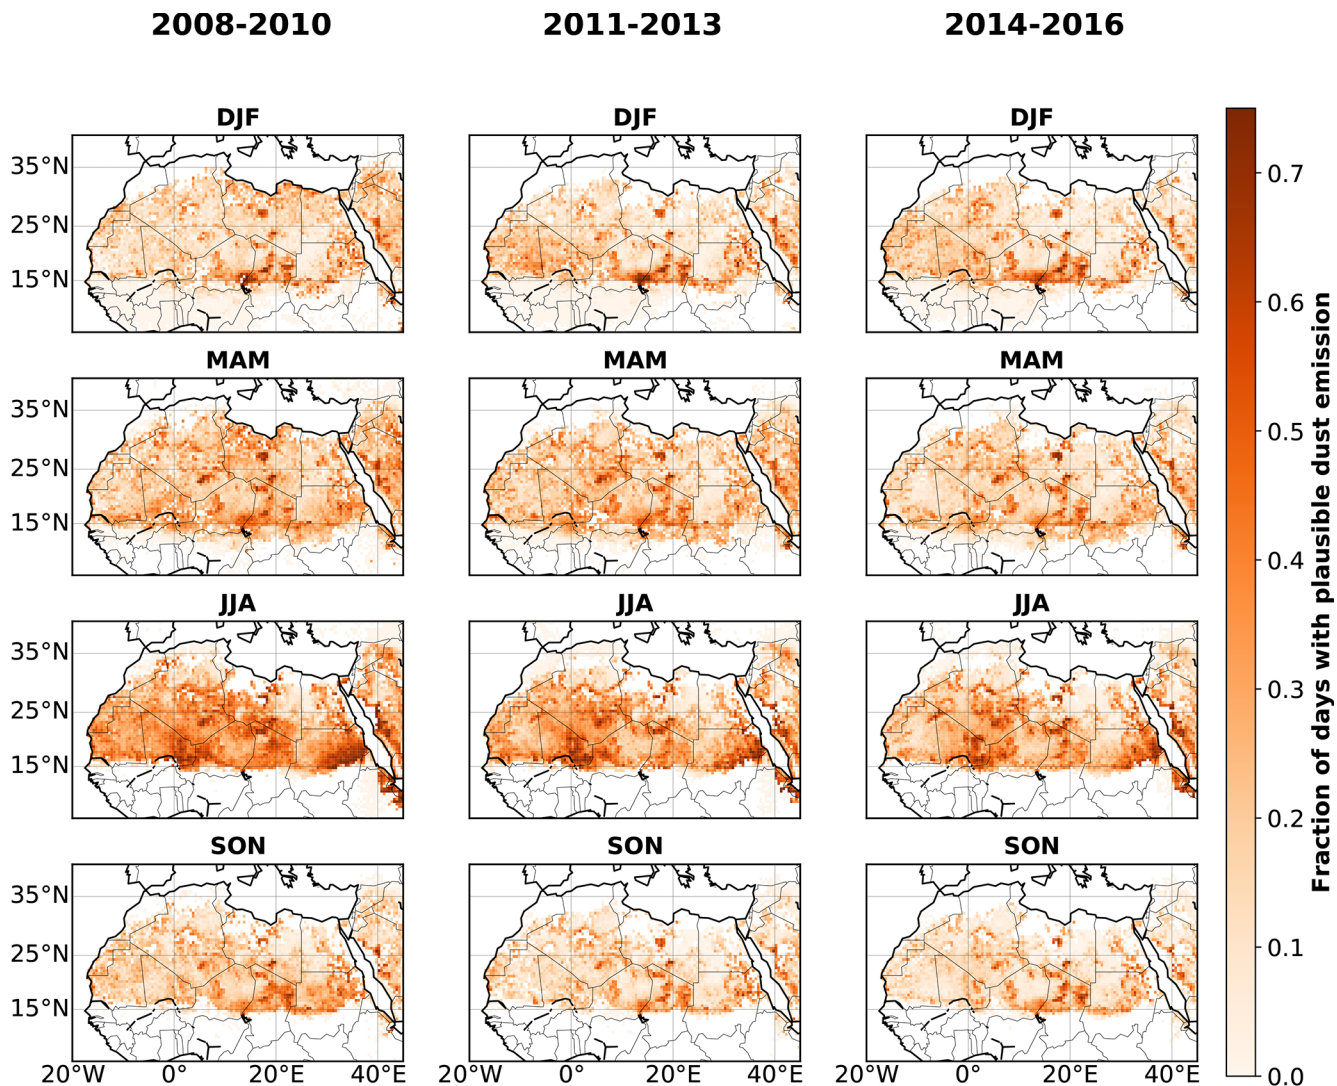 2008-2010 2011-2013 2014-2016
DJF DJF DJF
35°N
25°N
15°N
MAM MAM MAM
35°N
25°N
15°N
JJA JJA JJA
35°N
25°N
15°N
SON SON SON
35°N
25°N
15°N
20°W 0° 20°E 40°E 20°W 0° 20°E 40°E 20°W 0° 20°E 40°E
0.7
0.6
0.5
0.4
0.3
0.2
0.1
0.0
Fraction of days with plausible dust emission